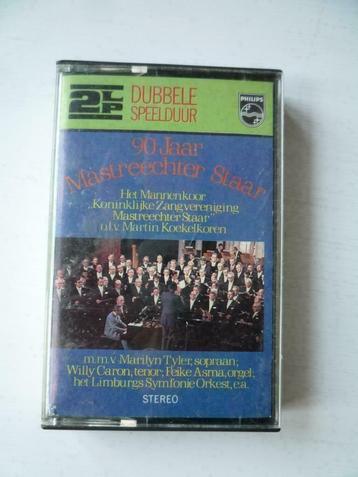 2LP
DUBBELE
SPEELDUUR
PHILIPS
90 Jaar
Mastreechter Staar
Het Mannenkoor
„Koninklijke Zangvereniging
Mastreechter Staar"
o.l.v. Martin Koekelkoren
m.m.v. Marilyn Tyler, sopraan;
Willy Caron, tenor; Feike Asma, orgel;
het Limburgs Symfonie Orkest, e.a.
STEREO